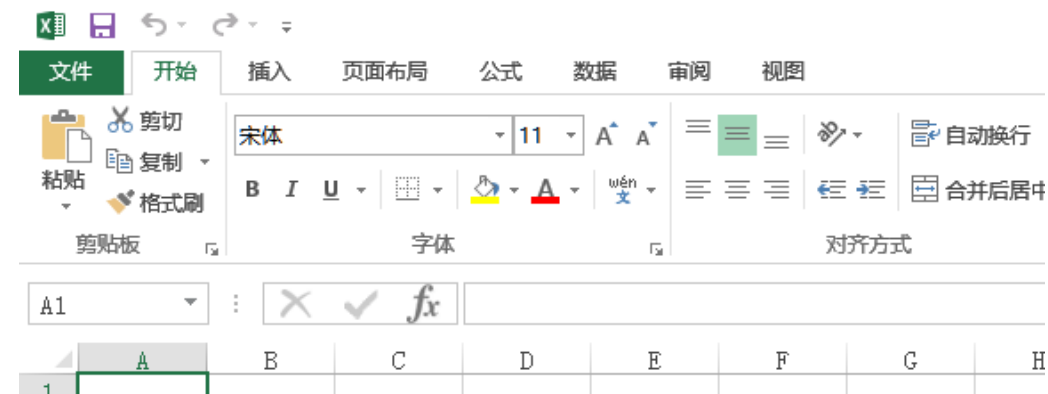 文件 开始 插入 页面布局 公式 数据 审阅 视图
剪切
复制
粘贴
格式刷
宋体 11 A A
B I U A wén 文
自动换行
合并后居中
剪贴板 字体 对齐方式
A1 fx
A B C D E F G H
1